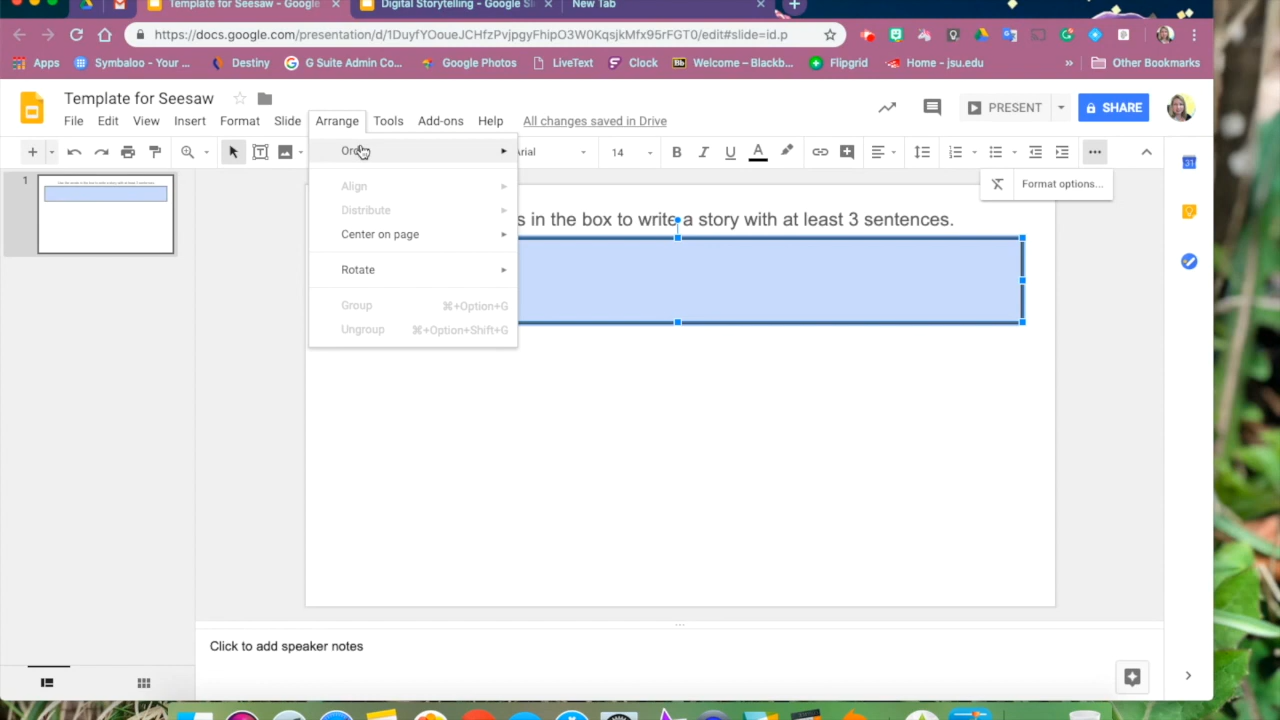 Template for Seesaw - Google
Digital Storytelling - Google Sl
New Tab
https://docs.google.com/presentation/d/1DuyfYOoueJCHfzPvjpgyFhipO3W0KqsjkMfx95rFGT0/edit#slide=id.p
Apps
Symbaloo - Your ...
Destiny
G Suite Admin Co...
Google Photos
LiveText
Clock
Bb Welcome – Blackb...
Flipgrid
Home - jsu.edu
»
Other Bookmarks
Template for Seesaw
PRESENT
SHARE
File Edit View Insert Format Slide Arrange Tools Add-ons Help All changes saved in Drive
14
B I U A
31
Format options...
Align
Distribute
Center on page
Rotate
Group ⌘+Option+G
Ungroup ⌘+Option+Shift+G
1
in the box to write a story with at least 3 sentences.
Click to add speaker notes